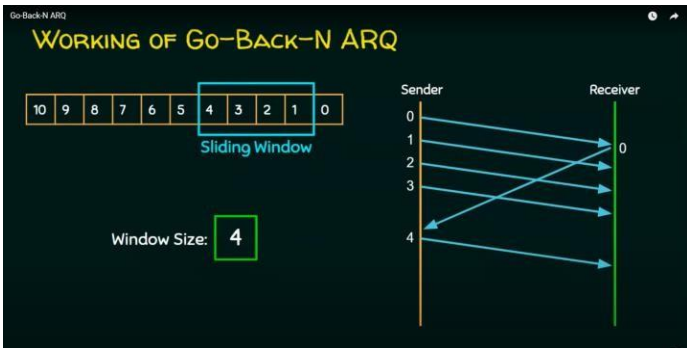 Go-Back-N ARQ
WORKING OF GO-BACK-N ARQ
10 9 8 7 6 5 4 3 2 1 0
Sliding Window
Window Size: 4
Sender Receiver
0
1
0
2
3
4